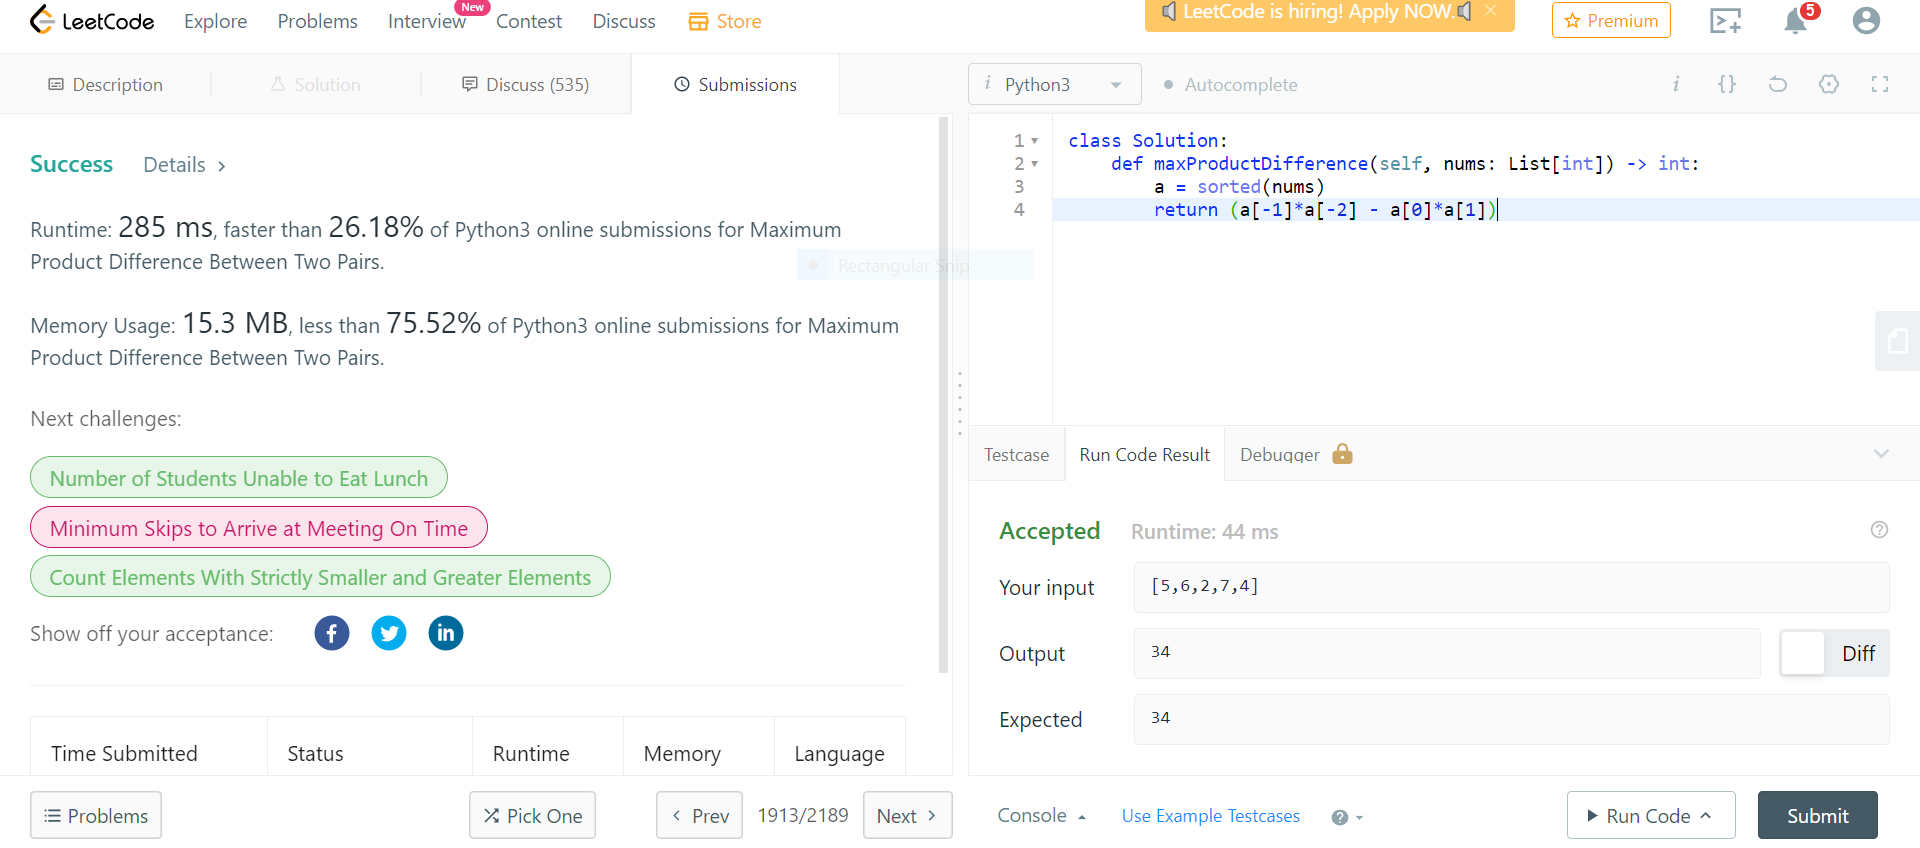 LeetCode Explore Problems Interview New Contest Discuss Store LeetCode is hiring! Apply NOW. Premium 5
Description Solution Discuss (535) Submissions
Success Details
Runtime: 285 ms, faster than 26.18% of Python3 online submissions for Maximum
Product Difference Between Two Pairs.
Rectangular Snip
Memory Usage: 15.3 MB, less than 75.52% of Python3 online submissions for Maximum
Product Difference Between Two Pairs.
Next challenges:
Number of Students Unable to Eat Lunch
Minimum Skips to Arrive at Meeting On Time
Count Elements With Strictly Smaller and Greater Elements
Show off your acceptance:
Time Submitted Status Runtime Memory Language
Problems Pick One Prev 1913/2189 Next
i Python3 Autocomplete i {}
1 class Solution:
2 def maxProductDifference(self, nums: List[int]) -> int:
3 a = sorted(nums)
4 return (a[-1]*a[-2] - a[0]*a[1])
Testcase Run Code Result Debugger
Accepted Runtime: 44 ms
Your input [5,6,2,7,4]
Output 34 Diff
Expected 34
Console Use Example Testcases Run Code Submit